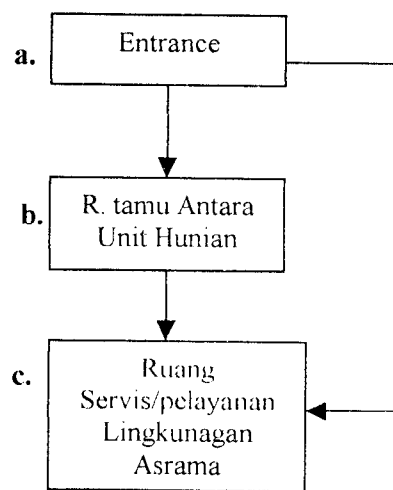 a. Entrance
b. R. tamu Antara
Unit Hunian
c. Ruang
Servis/pelayanan
Lingkunagan
Asrama